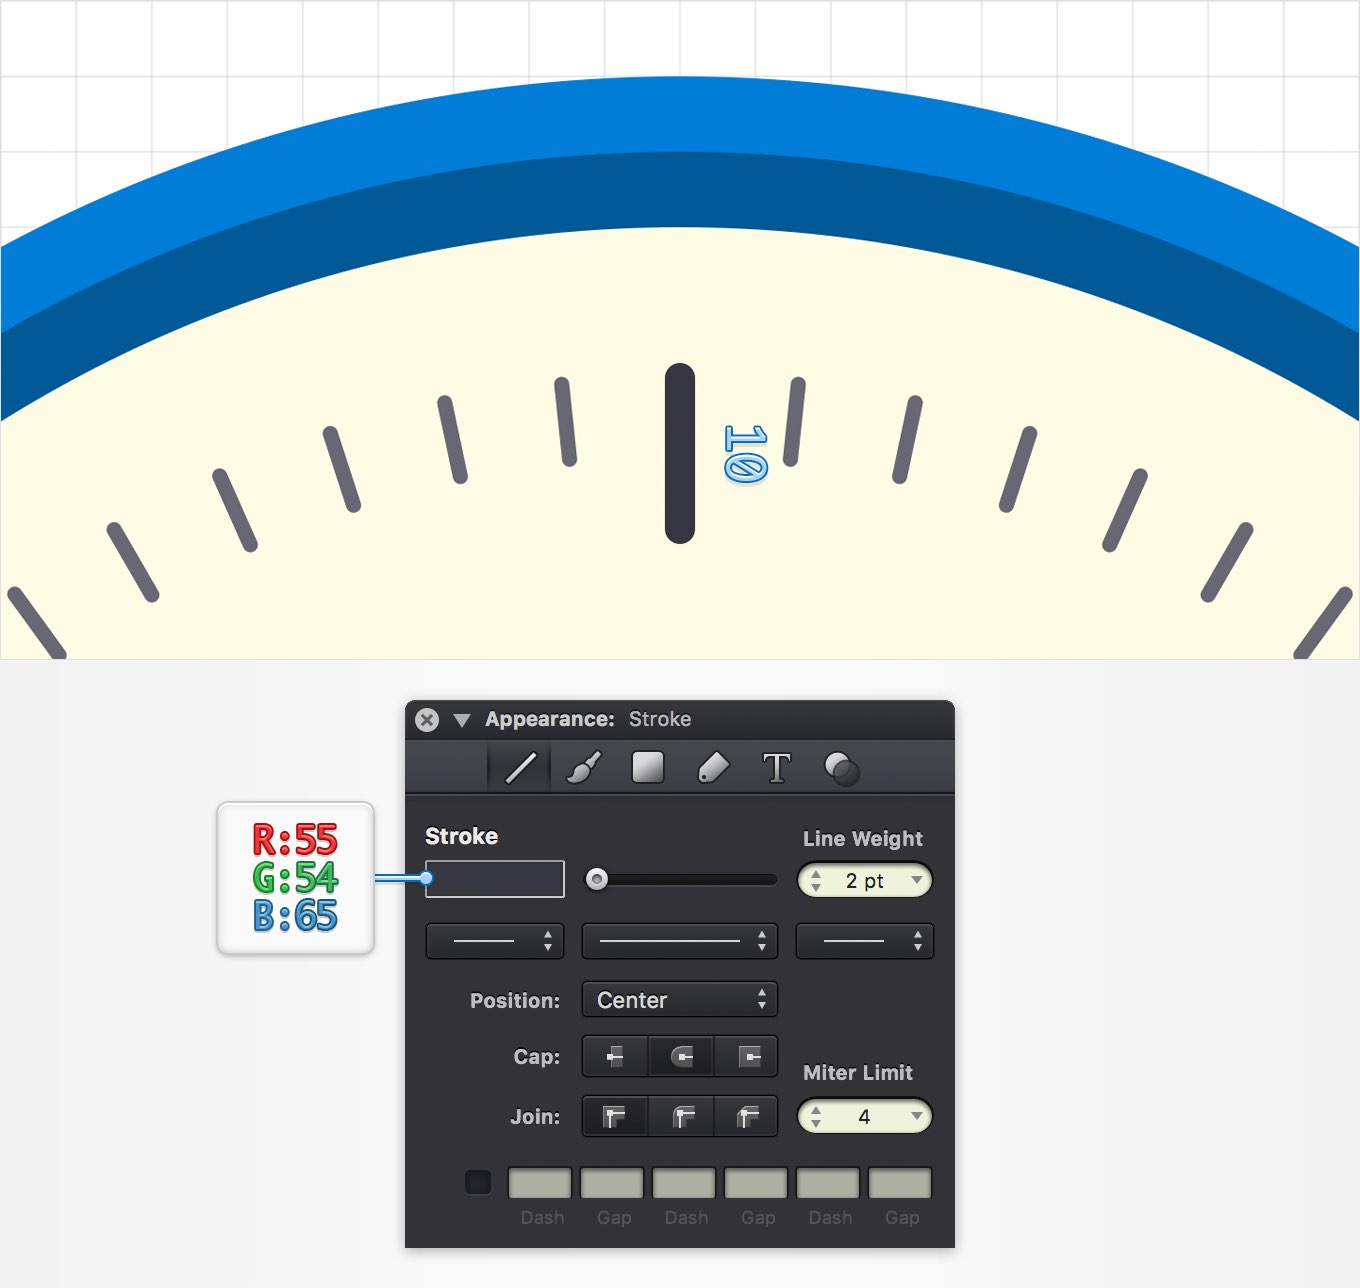 10
Appearance: Stroke
T
R:55
G:54
B:65
Stroke
Line Weight
2 pt
Position:
Center
Cap:
Miter Limit
Join:
4
Dash Gap Dash Gap Dash Gap